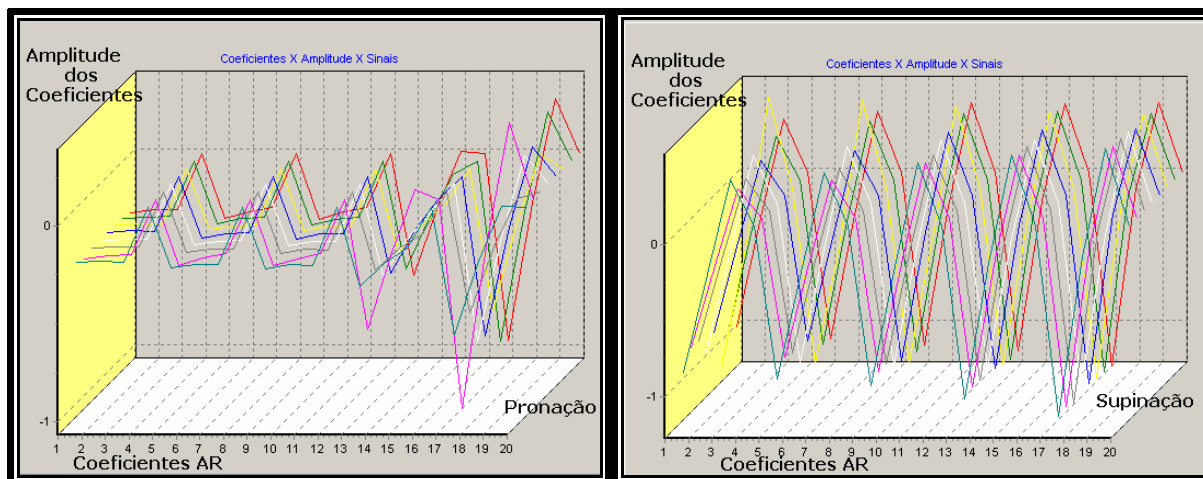 Amplitude
dos
Coeficientes
Coeficientes X Amplitude X Sinais
0
-1
Pronação
1 2 3 4 5 6 7 8 9 10 11 12 13 14 15 16 17 18 19 20
Coeficientes AR
Amplitude
dos
Coeficientes
Coeficientes X Amplitude X Sinais
0
-1
Supinação
1 2 3 4 5 6 7 8 9 10 11 12 13 14 15 16 17 18 19 20
Coeficientes AR